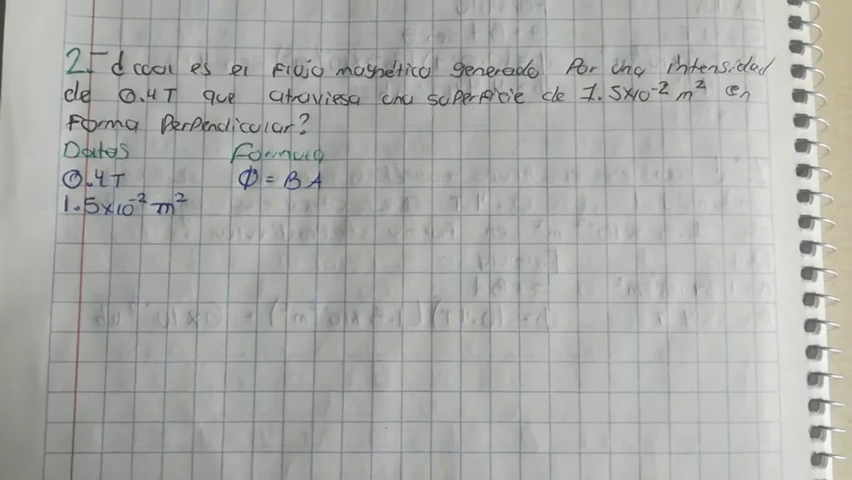 2.- ¿cual es el flujo magnético generado por una intensidad
de 0.4T que atraviesa una superficie de 1.5x10⁻² m² en
forma perpendicular?
Datos Formula
0.4T Φ = BA
1.5x10⁻² m²